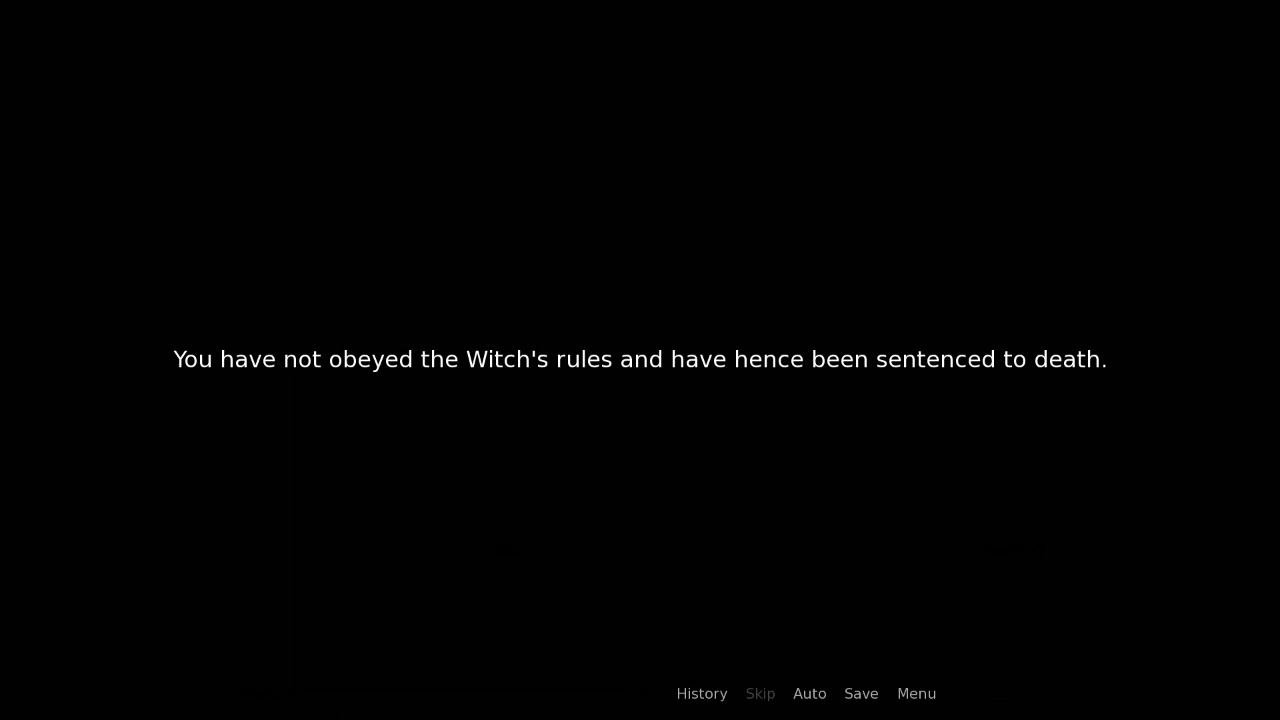 You have not obeyed the Witch's rules and have hence been sentenced to death.
History Skip Auto Save Menu